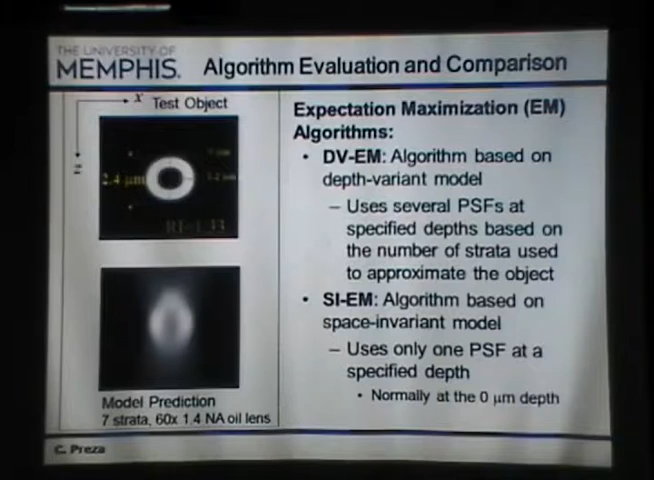 THE UNIVERSITY OF
MEMPHIS.
Algorithm Evaluation and Comparison
x Test Object
z
2.4 μm
RI=1.33
Model Prediction
7 strata, 60x 1.4 NA oil lens
Expectation Maximization (EM)
Algorithms:
• DV-EM: Algorithm based on
depth-variant model
– Uses several PSFs at
specified depths based on
the number of strata used
to approximate the object
• SI-EM: Algorithm based on
space-invariant model
– Uses only one PSF at a
specified depth
• Normally at the 0 μm depth
C. Preza